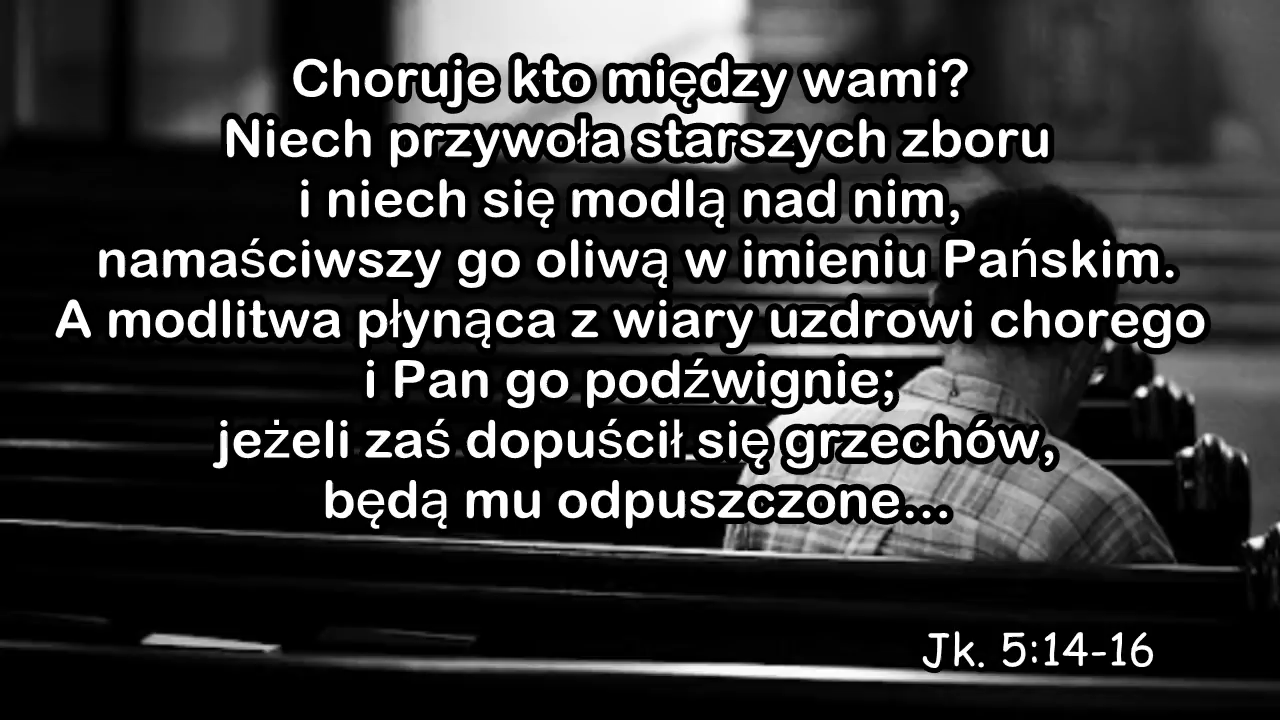 Choruje kto między wami?
Niech przywoła starszych zboru
i niech się modlą nad nim,
namaściwszy go oliwą w imieniu Pańskim.
A modlitwa płynąca z wiary uzdrowi chorego
i Pan go podźwignie;
jeżeli zaś dopuścił się grzechów,
będą mu odpuszczone...
Jk. 5:14-16